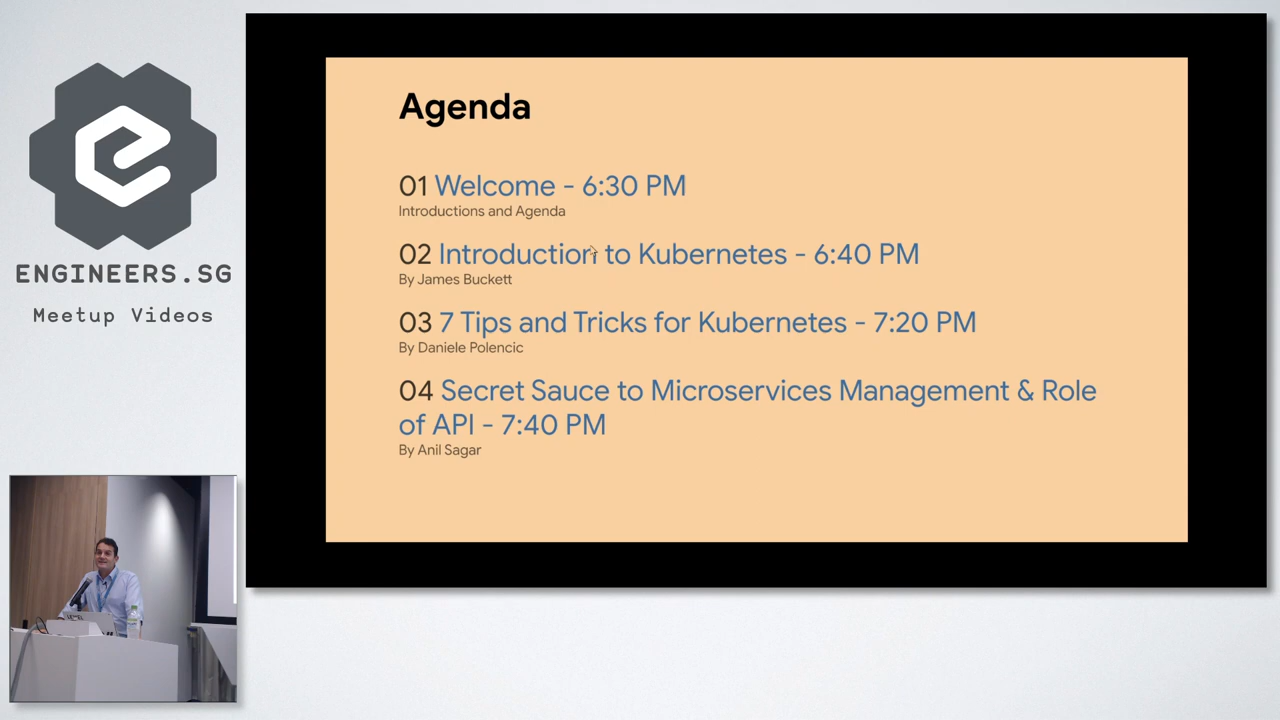 ENGINEERS.SG
Meetup Videos
Agenda
01 Welcome - 6:30 PM
Introductions and Agenda
02 Introduction to Kubernetes - 6:40 PM
By James Buckett
03 7 Tips and Tricks for Kubernetes - 7:20 PM
By Daniele Polencic
04 Secret Sauce to Microservices Management & Role
of API - 7:40 PM
By Anil Sagar